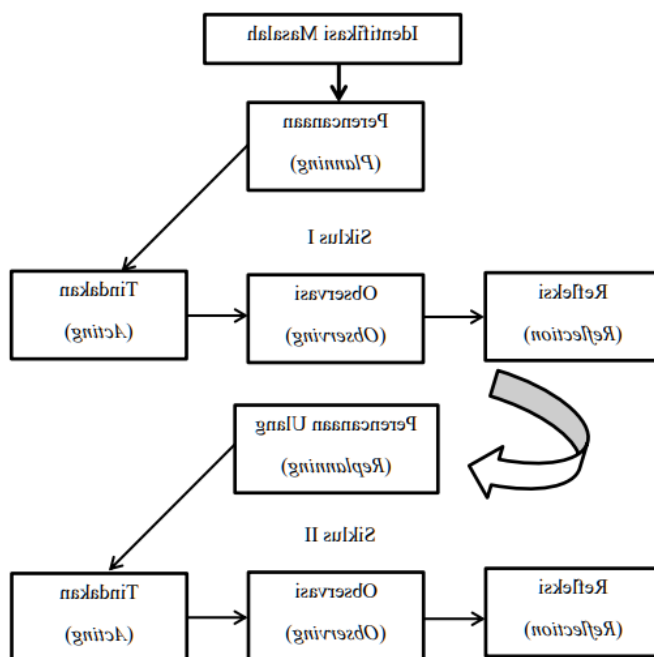 Identifikasi Masalah
Perencanaan
(Planning)
Siklus I
Tindakan
(Acting)
Observasi
(Observing)
Refleksi
(Reflection)
Perencanaan Ulang
(Replanning)
Siklus II
Tindakan
(Acting)
Observasi
(Observing)
Refleksi
(Reflection)